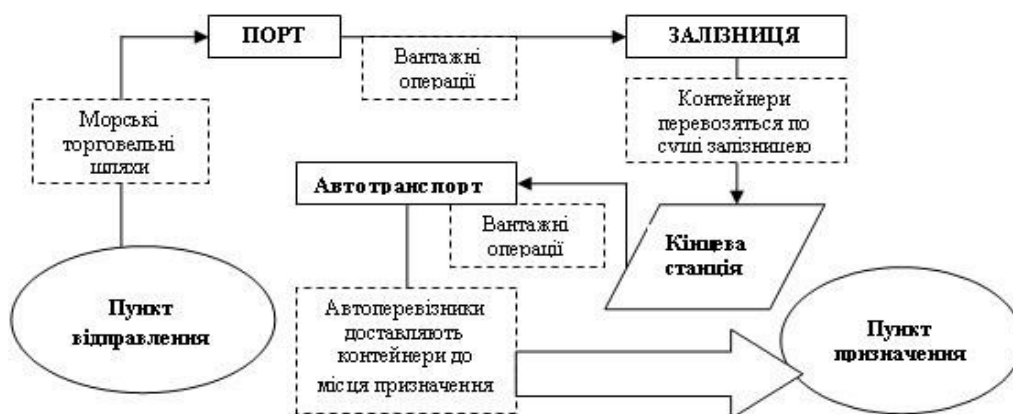 ПОРТ
Вантажні
операції
ЗАЛІЗНИЦЯ
Морські
торговельні
шляхи
Контейнери
перевозяться по
суші залізницею
Автотранспорт
Вантажні
операції
Кінцева
станція
Пункт
відправлення
Автоперевізники
доставляють
контейнери до
місця призначення
Пункт
призначення